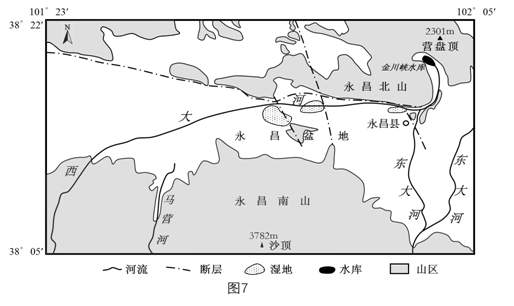 101° 23′
102° 05′
38° 22′
N
2301m
营盘顶
金川峡水库
永昌北山
河
大
永昌县
永昌盆地
西
东大河
东大河
马营河
永昌南山
3782m
沙顶
38° 05′
河流 断层 湿地 水库 山区
图7